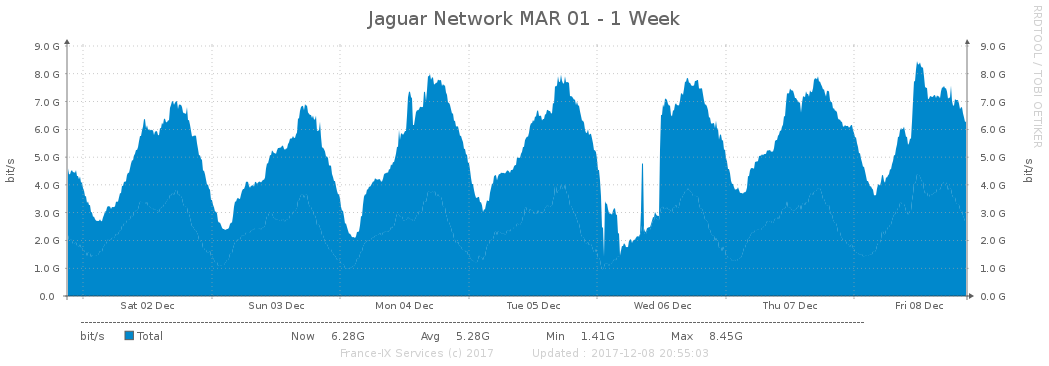 Jaguar Network MAR 01 - 1 Week
RRDTOOL / TOBI OETIKER
bit/s
bit/s
9.0 G 9.0 G
8.0 G 8.0 G
7.0 G 7.0 G
6.0 G 6.0 G
5.0 G 5.0 G
4.0 G 4.0 G
3.0 G 3.0 G
2.0 G 2.0 G
1.0 G 1.0 G
0.0 0.0 G
Sat 02 Dec Sun 03 Dec Mon 04 Dec Tue 05 Dec Wed 06 Dec Thu 07 Dec Fri 08 Dec
bit/s Total Now 6.28G Avg 5.28G Min 1.41G Max 8.45G
France-IX Services (c) 2017 Updated : 2017-12-08 20:55:03